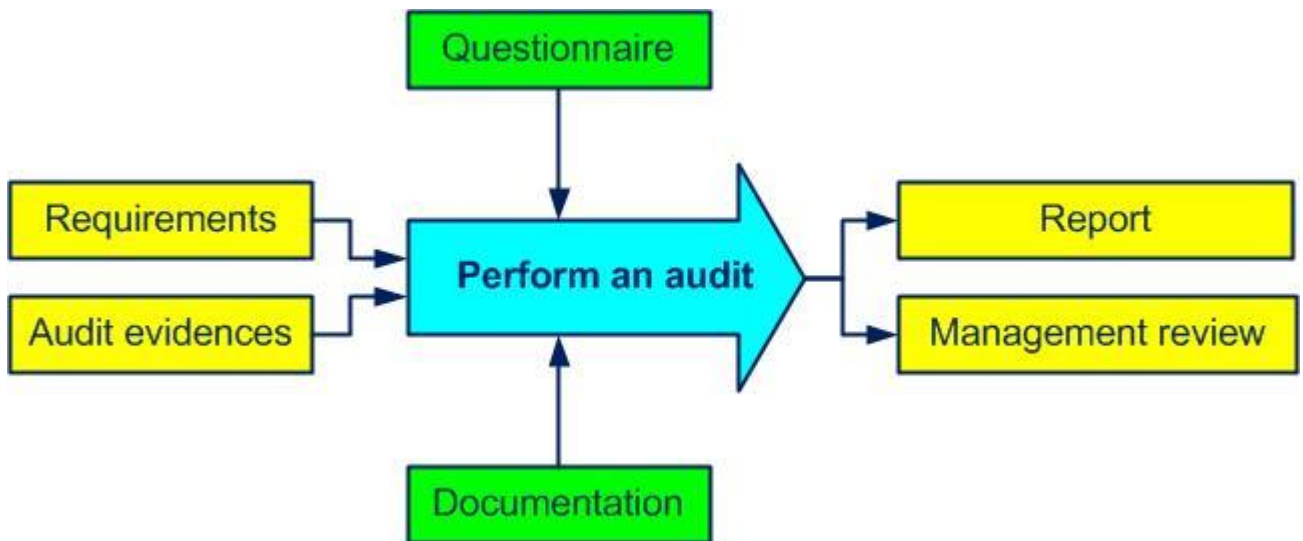 Questionnaire
Requirements
Audit evidences
Perform an audit
Report
Management review
Documentation